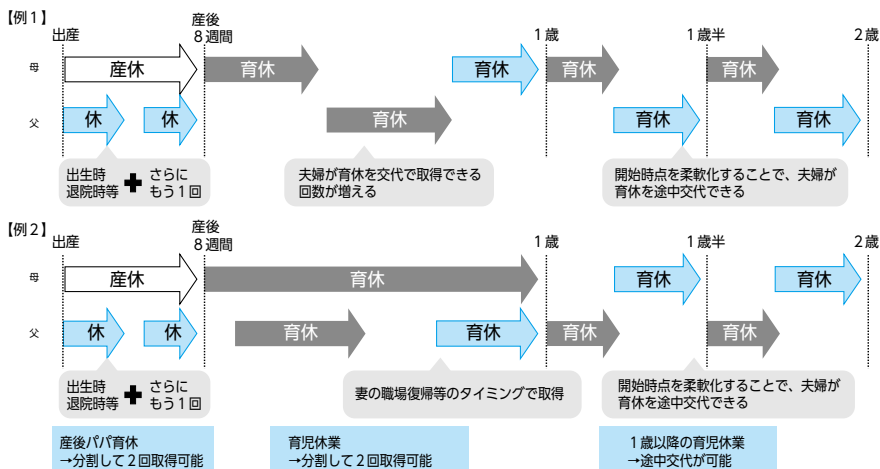 【例１】
出産
産後
８週間
１歳
１歳半
２歳
母
産休
育休
育休
育休
育休
父
休
休
育休
育休
育休
出生時
退院時等
＋
さらに
もう１回
夫婦が育休を交代で取得できる
回数が増える
開始時点を柔軟化することで、夫婦が
育休を途中交代できる
【例２】
出産
産後
８週間
１歳
１歳半
２歳
母
産休
育休
育休
育休
父
休
休
育休
育休
育休
育休
出生時
退院時等
＋
さらに
もう１回
妻の職場復帰等のタイミングで取得
開始時点を柔軟化することで、夫婦が
育休を途中交代できる
産後パパ育休
→分割して２回取得可能
育児休業
→分割して２回取得可能
１歳以降の育児休業
→途中交代が可能